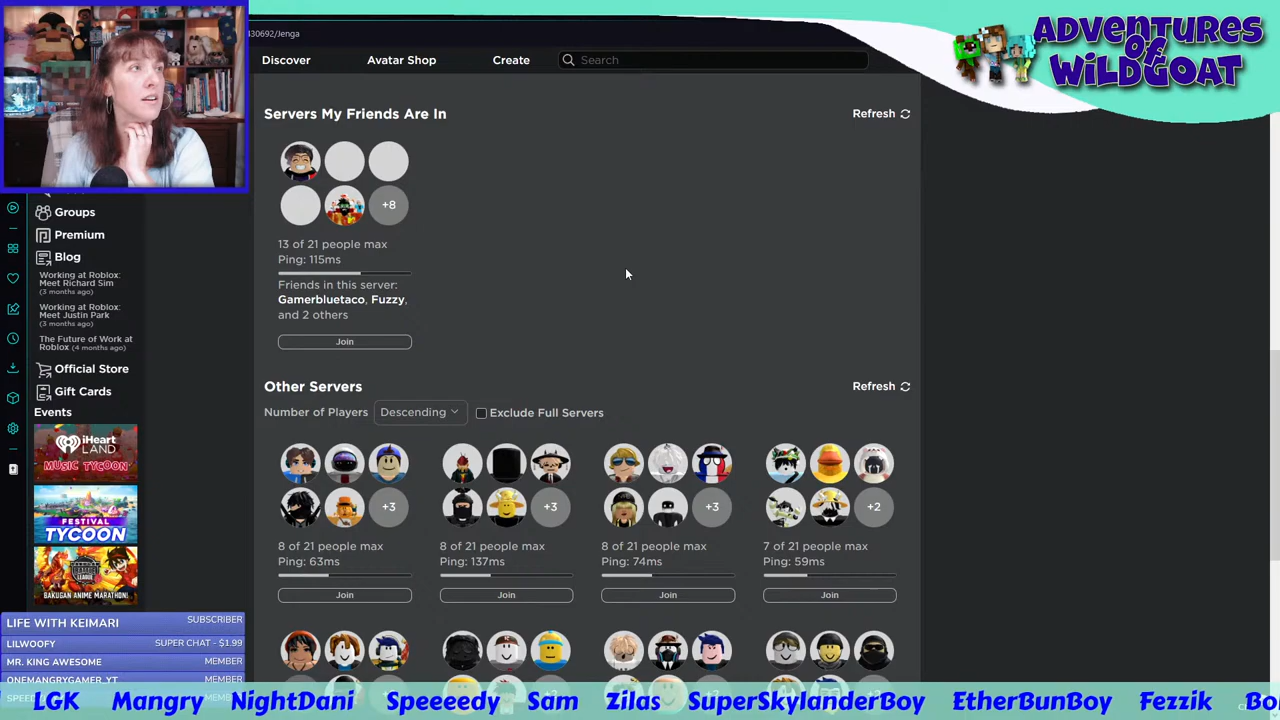 430692/Jenga
ADVENTURES
OF
WILDGOAT
Discover
Avatar Shop
Create
Search
Servers My Friends Are In
Refresh
+8
13 of 21 people max
Ping: 115ms
Friends in this server:
Gamerbluetaco, Fuzzy,
and 2 others
Join
Groups
Premium
Blog
Working at Roblox:
Meet Richard Sim
(3 months ago)
Working at Roblox:
Meet Justin Park
(3 months ago)
The Future of Work at
Roblox (4 months ago)
Official Store
Gift Cards
Events
iHeart
LAND
MUSIC TYCOON
FESTIVAL
TYCOON
BAKUGAN ANIME MARATHON!
Other Servers
Refresh
Number of Players
Descending
Exclude Full Servers
+3
+3
+3
+2
8 of 21 people max
Ping: 63ms
Join
8 of 21 people max
Ping: 137ms
Join
8 of 21 people max
Ping: 74ms
Join
7 of 21 people max
Ping: 59ms
Join
LIFE WITH KEIMARI SUBSCRIBER
LILWOOFY SUPER CHAT - $1.99
MR. KING AWESOME MEMBER
ONEMANGRYGAMER_YT MEMBER
LGK Mangry NightDani Speeeedy Sam Zilas SuperSkylanderBoy EtherBunBoy Fezzik Bo